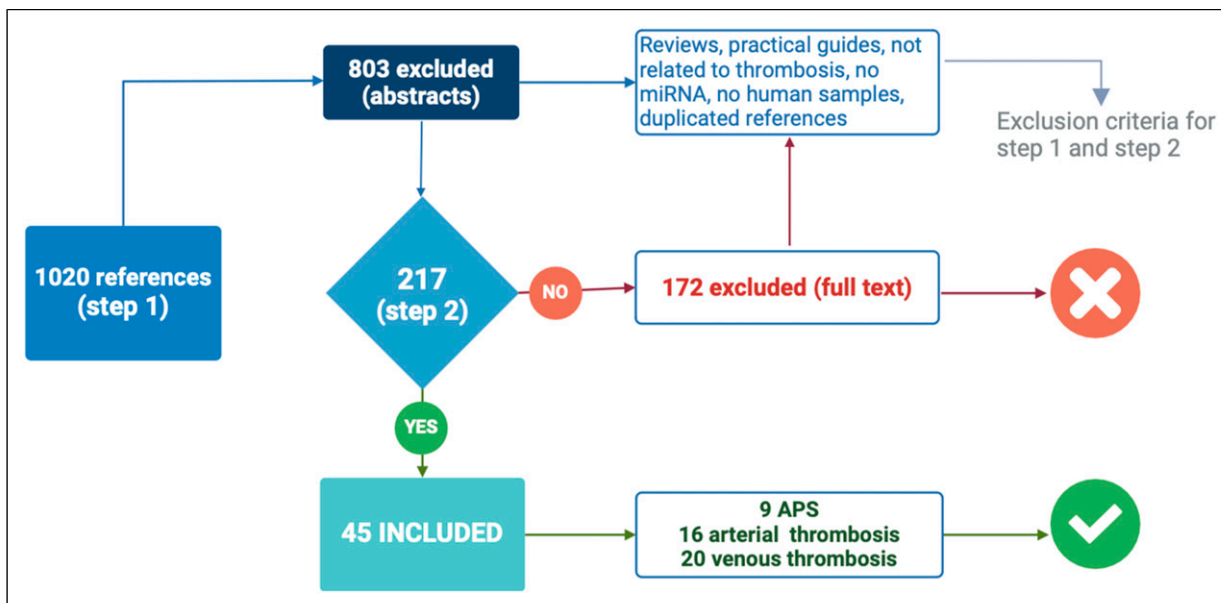 803 excluded
(abstracts)
Reviews, practical guides, not
related to thrombosis, no
miRNA, no human samples,
duplicated references
Exclusion criteria for
step 1 and step 2
1020 references
(step 1)
217
(step 2)
NO
172 excluded (full text)
YES
45 INCLUDED
9 APS
16 arterial thrombosis
20 venous thrombosis